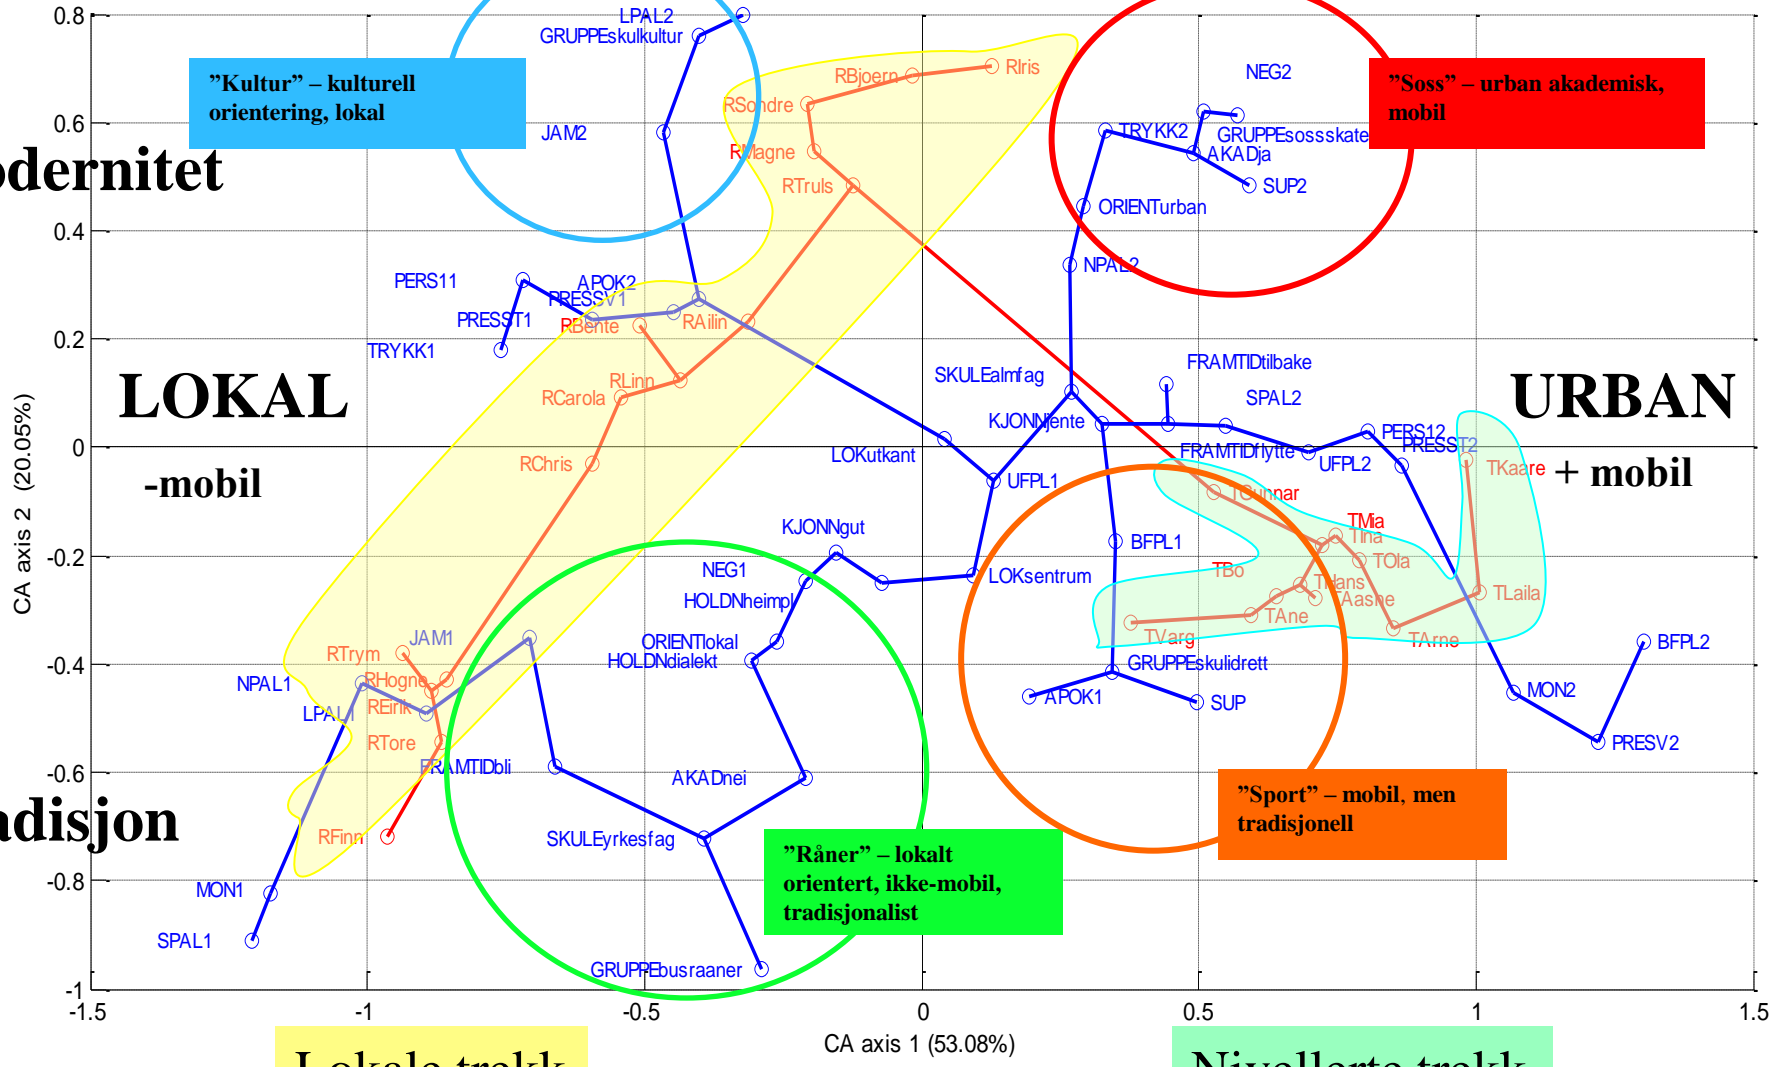 0.8
LPAL2
GRUPPEskulkultur
”Kultur” – kulturell
orientering, lokal
RBjoern
RIris
NEG2
”Soss” – urban akademisk,
mobil
RSondre
0.6
JAM2
TRYKK2
GRUPPEsossskate
RMagne
AKADja
odernitet
RTruls
SUP2
ORIENTurban
0.4
NPAL2
PERS11
APOK2
PRESSV1
PRESST1
RBente
RAilin
TRYKK1
0.2
SKULEalmfag
FRAMTIDtilbake
LOKAL
RLinn
RCarola
SPAL2
URBAN
KJONNjente
PERS12
PRESST2
0
LOKutkant
FRAMTIDflytte
UFPL2
RChris
TKaare
-mobil
UFPL1
TGunnar
+ mobil
KJONNgut
TMia
TIna
-0.2
BFPL1
TOla
NEG1
LOKsentrum
TBo
THans
HOLDNheimpl
TAashe
TLaila
TAne
JAM1
ORIENTlokal
TVarg
TArne
BFPL2
RTrym
HOLDNdialekt
GRUPPEskulidrett
-0.4
NPAL1
RHogne
APOK1
SUP
MON2
LPAL1
REirik
RTore
PRESV2
-0.6
FRAMTIDbli
AKADnei
”Sport” – mobil, men
tradisjonell
adisjon
RFinn
SKULEyrkesfag
”Råner” – lokalt
orientert, ikke-mobil,
tradisjonalist
-0.8
MON1
SPAL1
GRUPPEbusraaner
-1
-1.5
-1
-0.5
0
0.5
1
1.5
CA axis 1 (53.08%)
CA axis 2 (20.05%)
Lokale trekk
Nivellerte trekk